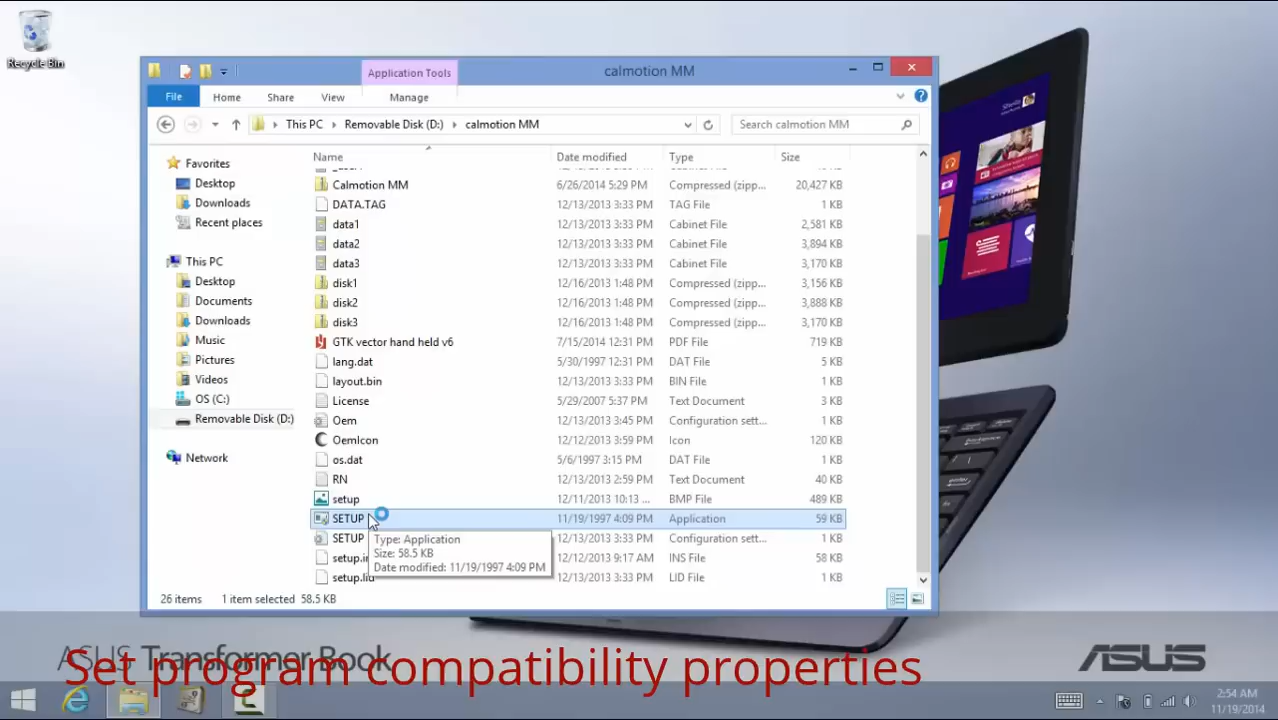 Recycle Bin
Application Tools
calmotion MM
File
Home
Share
View
Manage
This PC
Removable Disk (D:)
calmotion MM
Search calmotion MM
Name
Date modified
Type
Size
Favorites
Desktop
Downloads
Recent places
This PC
Desktop
Documents
Downloads
Music
Pictures
Videos
OS (C:)
Removable Disk (D:)
Network
Calmotion MM 6/26/2014 5:29 PM Compressed (zipp... 20,427 KB
DATA.TAG 12/13/2013 3:33 PM TAG File 1 KB
data1 12/13/2013 3:33 PM Cabinet File 2,581 KB
data2 12/13/2013 3:33 PM Cabinet File 3,894 KB
data3 12/13/2013 3:33 PM Cabinet File 3,170 KB
disk1 12/16/2013 1:48 PM Compressed (zipp... 3,156 KB
disk2 12/16/2013 1:48 PM Compressed (zipp... 3,888 KB
disk3 12/16/2013 1:48 PM Compressed (zipp... 3,170 KB
GTK vector hand held v6 7/15/2014 12:31 PM PDF File 719 KB
lang.dat 5/30/1997 12:31 PM DAT File 5 KB
layout.bin 12/13/2013 3:33 PM BIN File 1 KB
License 5/29/2007 5:37 PM Text Document 3 KB
Oem 12/13/2013 3:45 PM Configuration sett... 1 KB
OemIcon 12/12/2013 3:59 PM Icon 120 KB
os.dat 5/6/1997 3:15 PM DAT File 1 KB
RN 12/13/2013 2:59 PM Text Document 40 KB
setup 12/11/2013 10:13 ... BMP File 489 KB
SETUP 11/19/1997 4:09 PM Application 59 KB
SETUP 12/13/2013 3:33 PM Configuration sett... 1 KB
setup.in 12/12/2013 9:17 AM INS File 58 KB
setup.lid 12/13/2013 3:33 PM LID File 1 KB
Type: Application
Size: 58.5 KB
Date modified: 11/19/1997 4:09 PM
26 items 1 item selected 58.5 KB
ASUS Transformer Book
Set program compatibility properties
ASUS
2:54 AM
11/19/2014